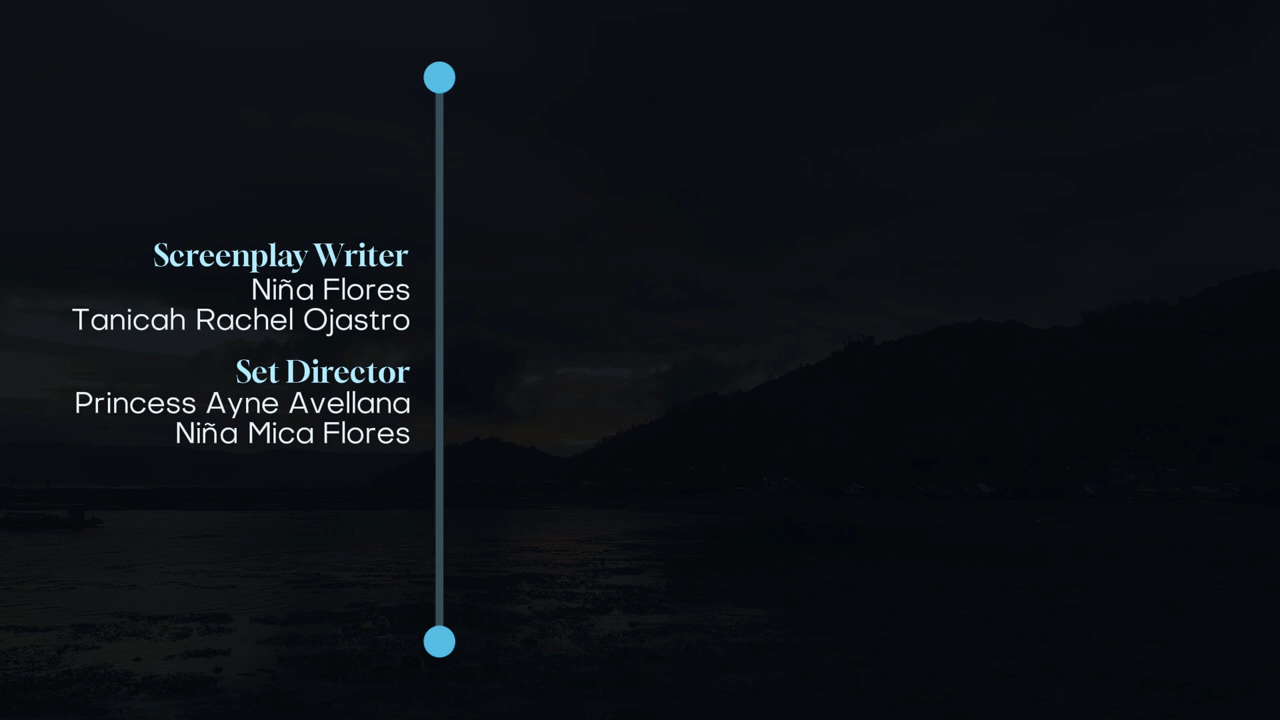 Screenplay Writer
Niña Flores
Tanicah Rachel Ojastro
Set Director
Princess Ayne Avellana
Niña Mica Flores